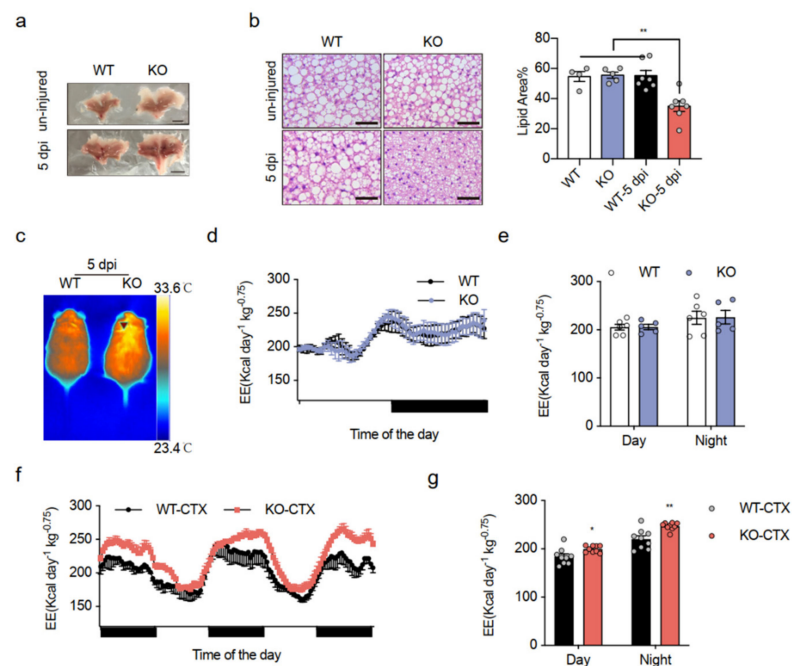 a
WT KO
un-injured
5 dpi
b
WT KO
un-injured
5 dpi
Lipid Area%
80
60
40
20
0
**
WT
KO
WT-5 dpi
KO-5 dpi
c
5 dpi
WT KO
33.6℃
23.4℃
d
EE(Kcal day⁻¹ kg⁻⁰·⁷⁵)
300
250
200
150
WT
KO
Time of the day
e
EE(Kcal day⁻¹ kg⁻⁰·⁷⁵)
300
200
100
0
WT KO
Day Night
f
EE(Kcal day⁻¹ kg⁻⁰·⁷⁵)
300
250
200
150
WT-CTX KO-CTX
Time of the day
g
EE(Kcal day⁻¹ kg⁻⁰·⁷⁵)
300
200
100
0
* **
WT-CTX
KO-CTX
Day Night